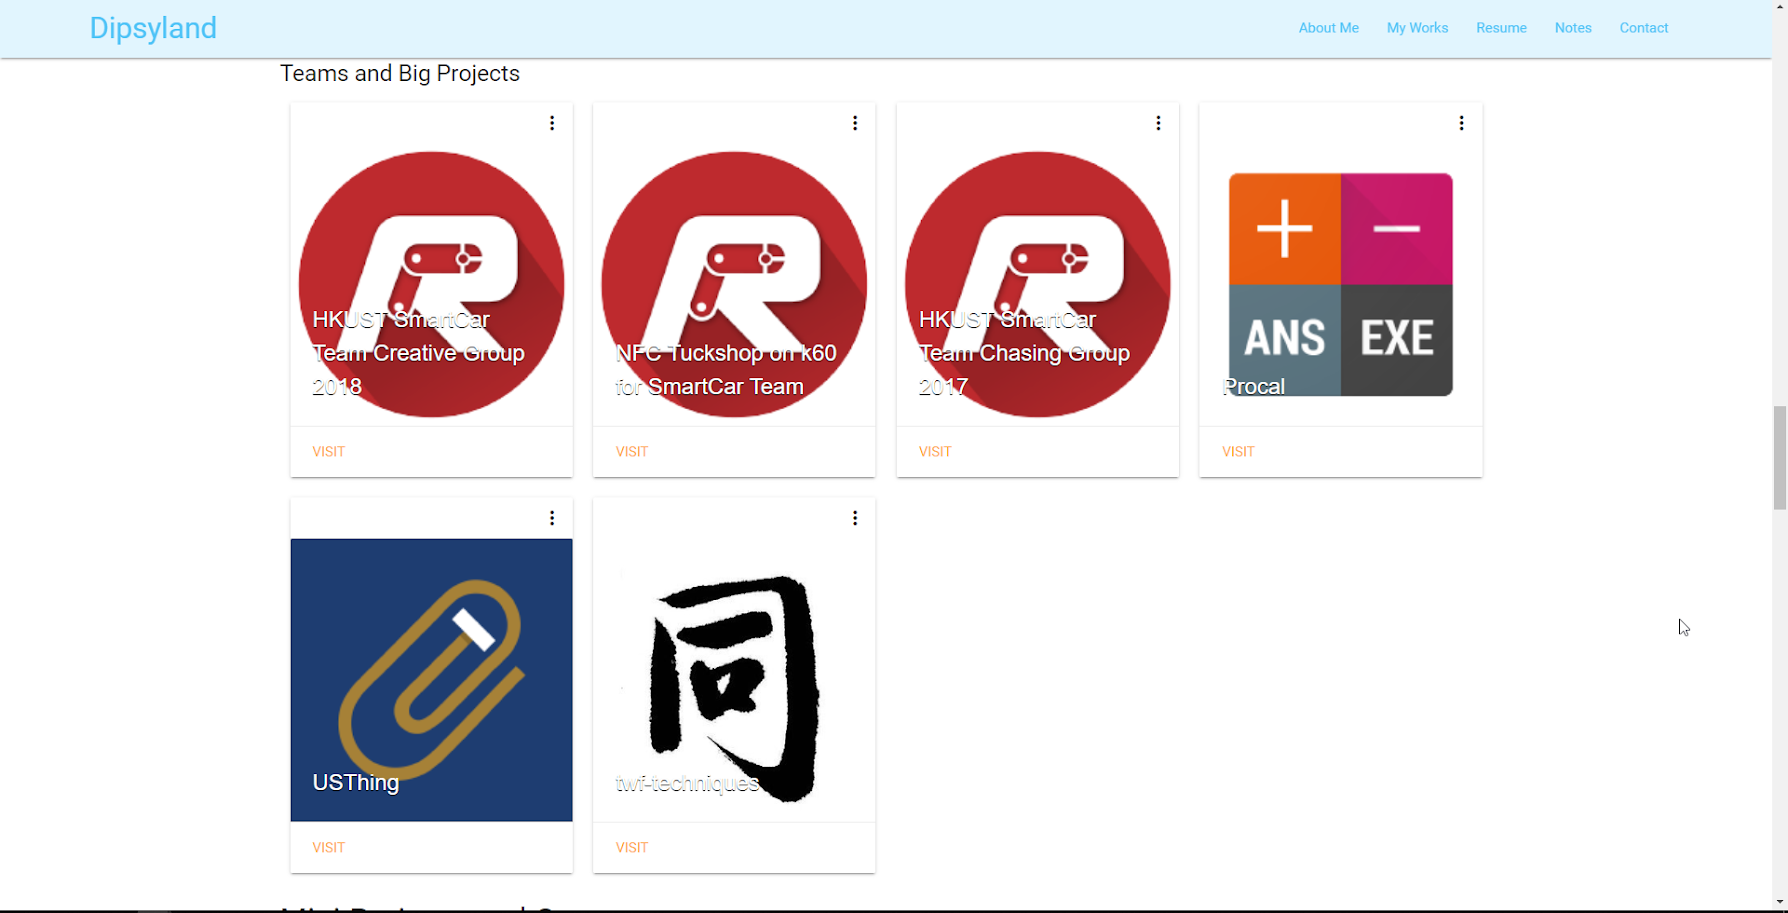 Dipsyland
About Me
My Works
Resume
Notes
Contact
Teams and Big Projects
HKUST SmartCar
Team Creative Group
2018
VISIT
NFC Tuckshop on k60
for SmartCar Team
VISIT
HKUST SmartCar
Team Chasing Group
2017
VISIT
+
−
ANS
EXE
Procal
VISIT
USThing
VISIT
同
twf-techniques
VISIT